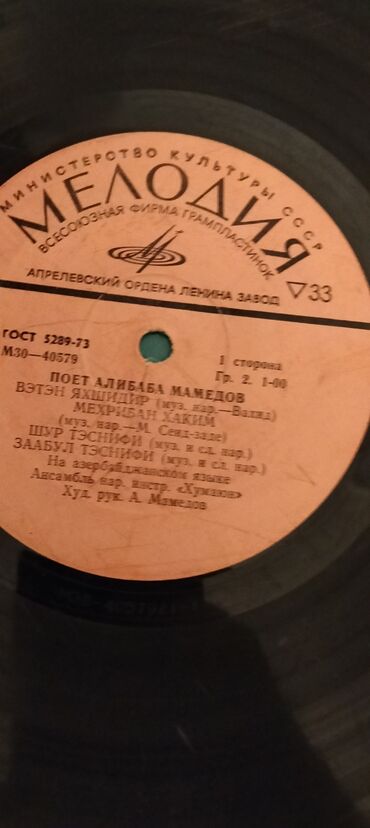 МИНИСТЕРСТВО КУЛЬТУРЫ СССР
МЕЛОДИЯ
ВСЕСОЮЗНАЯ ФИРМА ГРАМПЛАСТИНОК
АПРЕЛЕВСКИЙ ОРДЕНА ЛЕНИНА ЗАВОД
33
ГОСТ 5289-73
М30—40579
1 сторона
Гр. 2. 1-00
ПОЕТ АЛИБАБА МАМЕДОВ
ВЭТЭН ЯХШИДИР (муз. нар.—Валид)
МЕХРИБАН ХАКИМ
(муз. нар.—М. Сеид-заде)
ШУР ТЭСНИФИ (муз. и сл. нар.)
ЗААБУЛ ТЭСНИФИ (муз. и сл. нар.)
На азербайджанском языке
Ансамбль нар. инстр. «Хумаюн»
Худ. рук. А. Мамедов